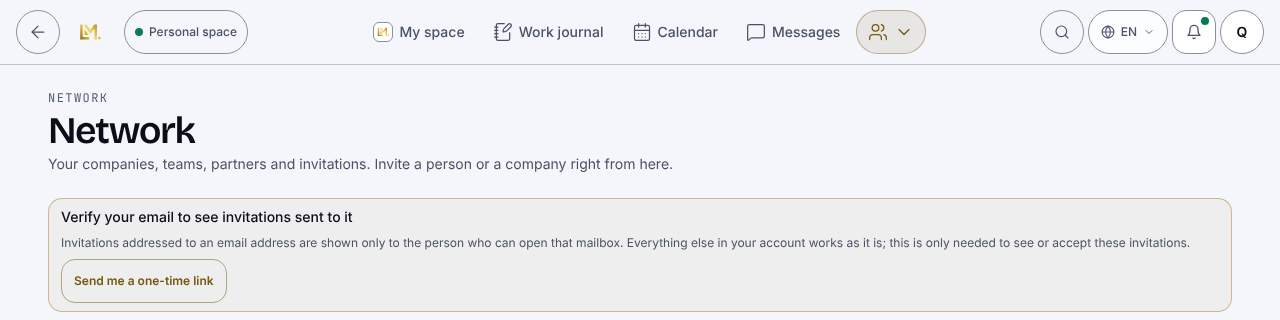 LM.
Personal space
LM.
My space
Work journal
Calendar
Messages
EN
Q
NETWORK
Network
Your companies, teams, partners and invitations. Invite a person or a company right from here.
Verify your email to see invitations sent to it
Invitations addressed to an email address are shown only to the person who can open that mailbox. Everything else in your account works as it is; this is only needed to see or accept these invitations.
Send me a one-time link